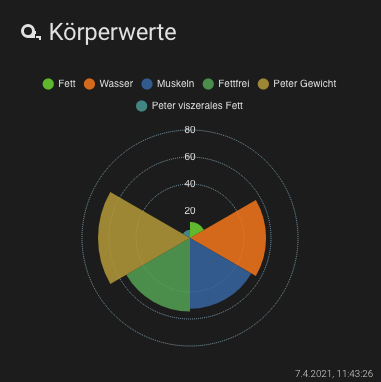 Körperwerte
Fett Wasser Muskeln Fettfrei Peter Gewicht
Peter viszerales Fett
80
60
40
20
7.4.2021, 11:43:26